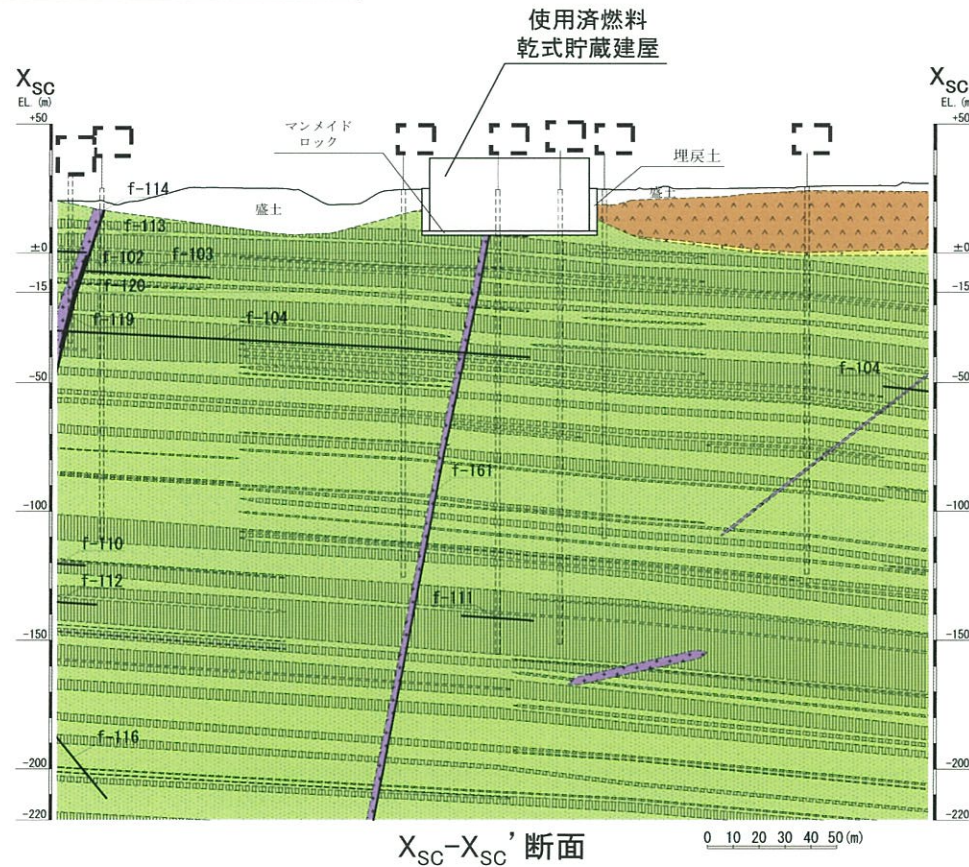 使用済燃料
乾式貯蔵建屋
X_SC
EL.(m)
X_SC
EL.(m)
+50
マンメイド
ロック
埋戻土
+50
f-114
盛土
盛土
f-113
±0
f-102
f-103
±0
-15
f-120
-15
f-119
f-104
-50
f-104
-50
f-161
-100
-100
f-110
f-112
f-111
-150
-150
f-116
-200
-200
-220
-220
X_SC-X_SC'断面
0 10 20 30 40 50(m)